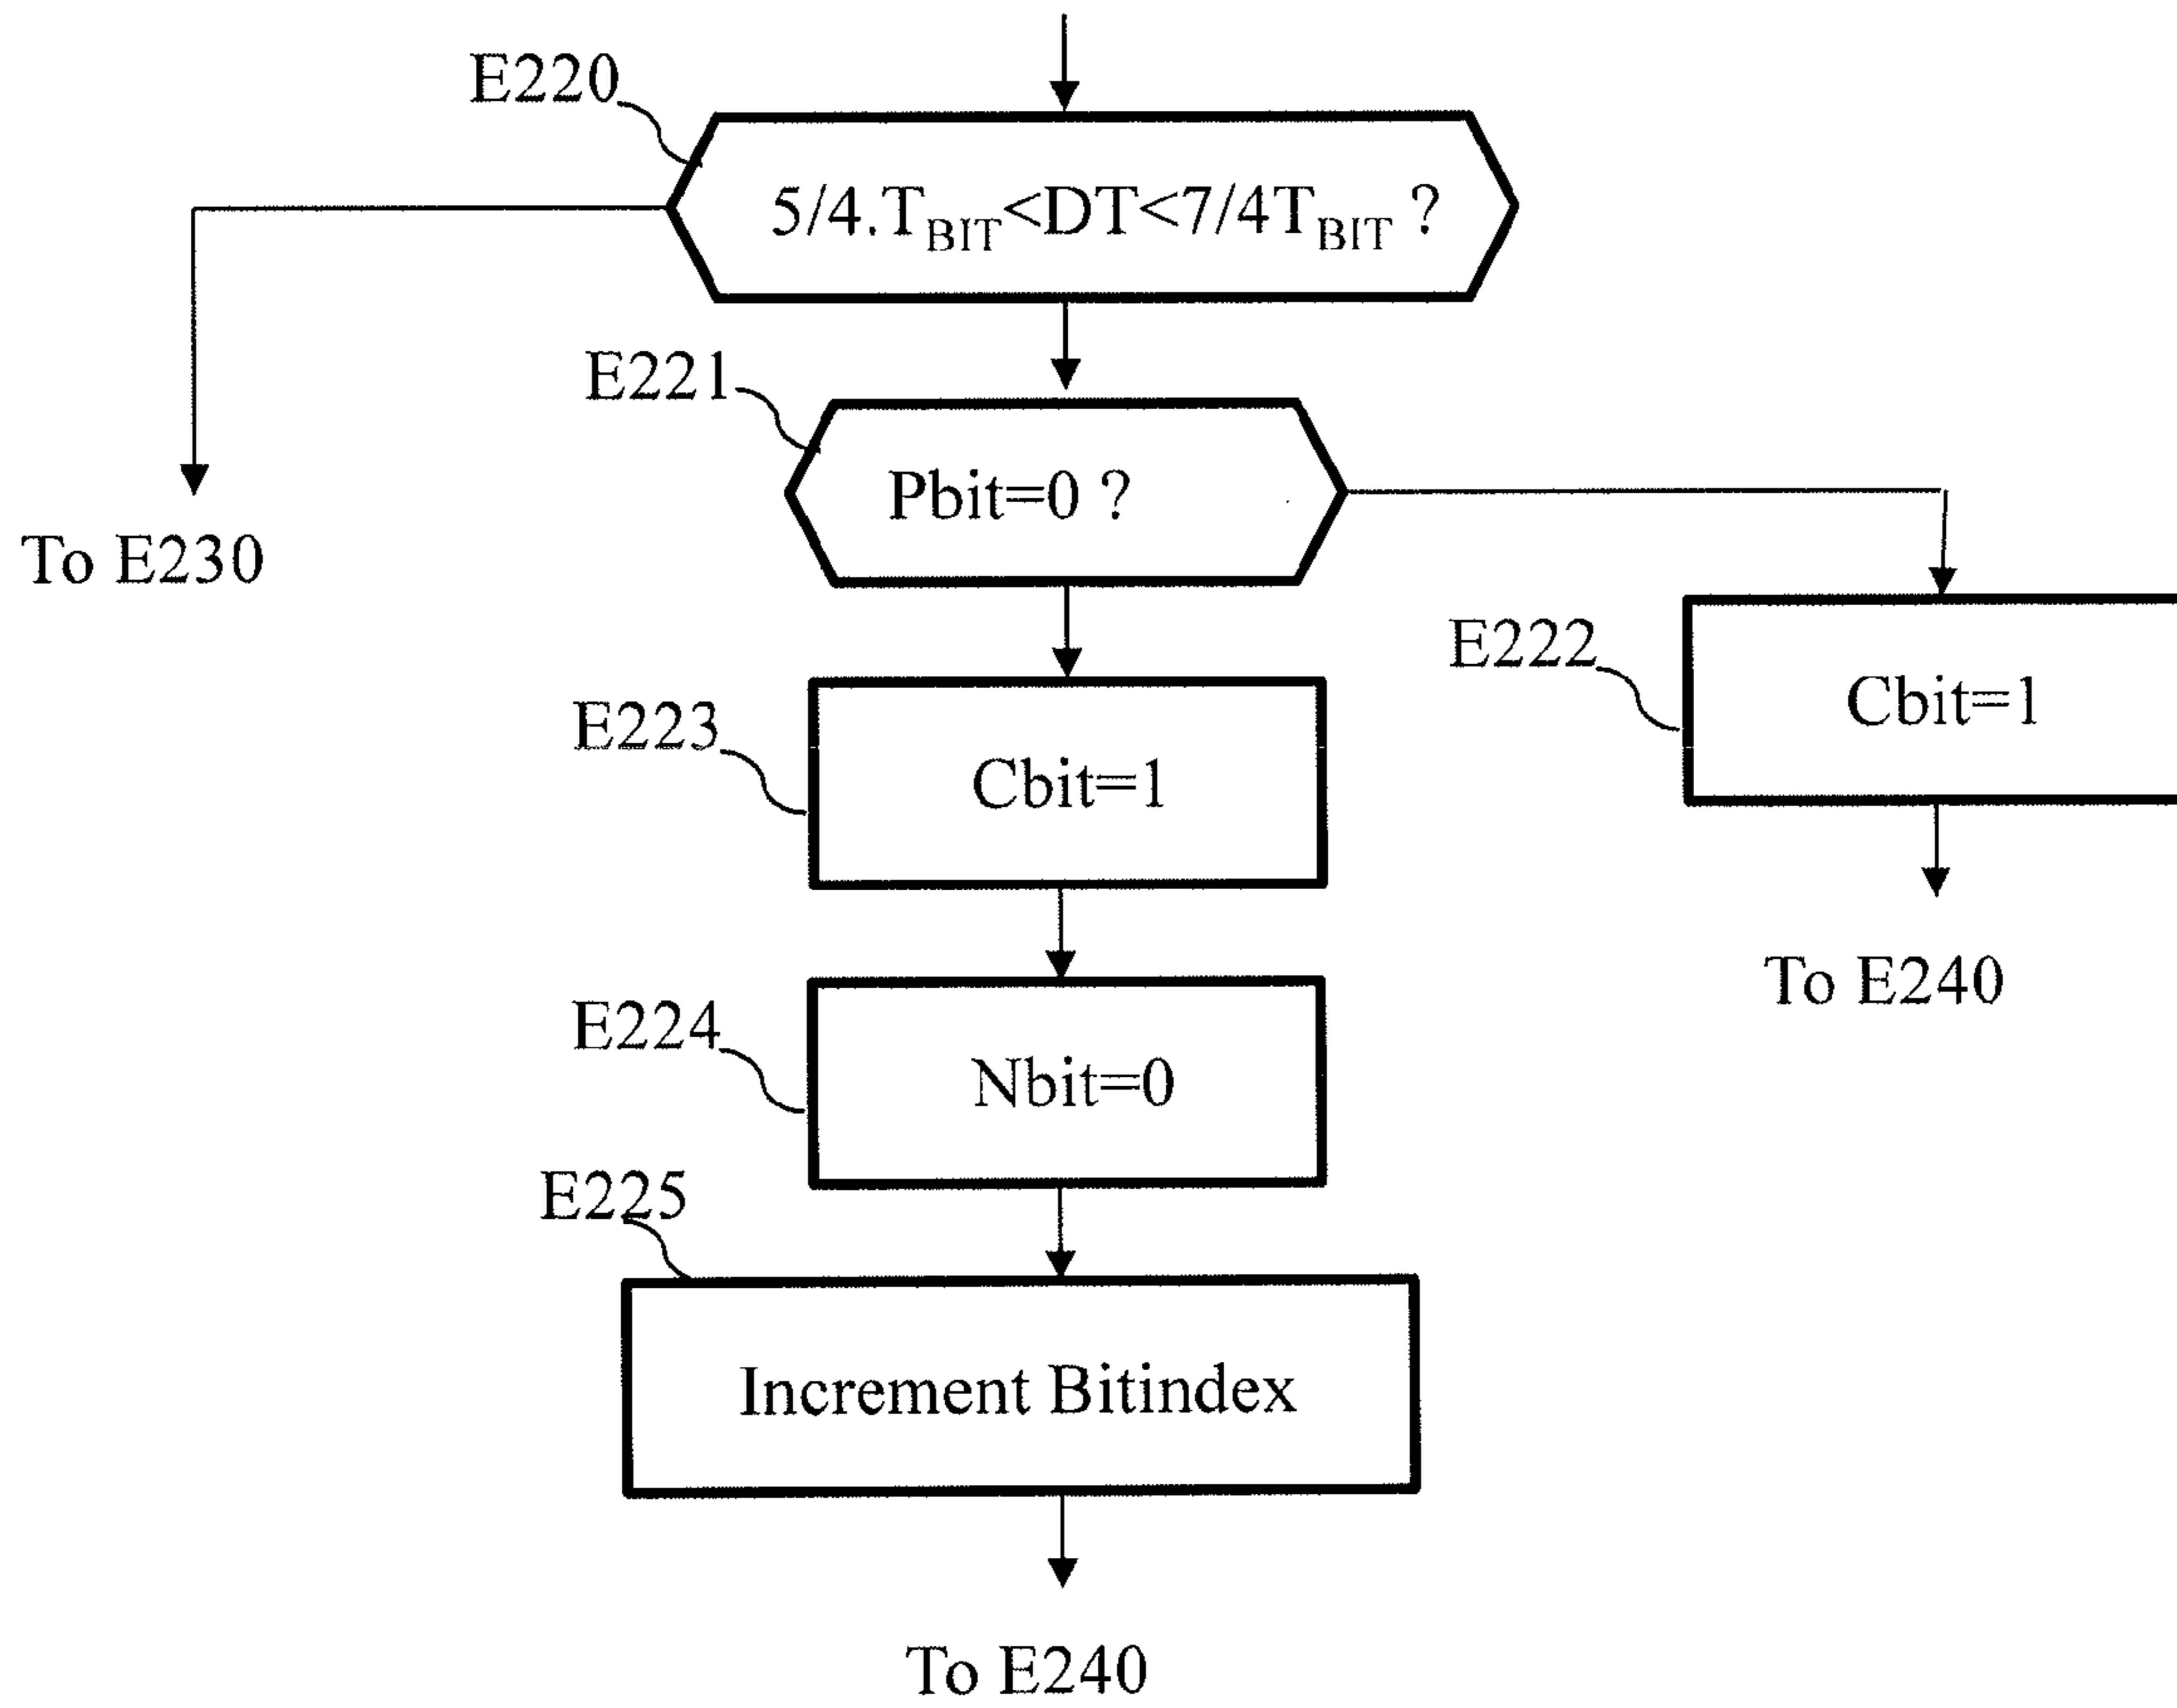 E220
5/4.TBIT<DT<7/4TBIT ?
E221
Pbit=0 ?
To E230
E222
Cbit=1
E223
Cbit=1
To E240
E224
Nbit=0
E225
Increment Bitindex
To E240